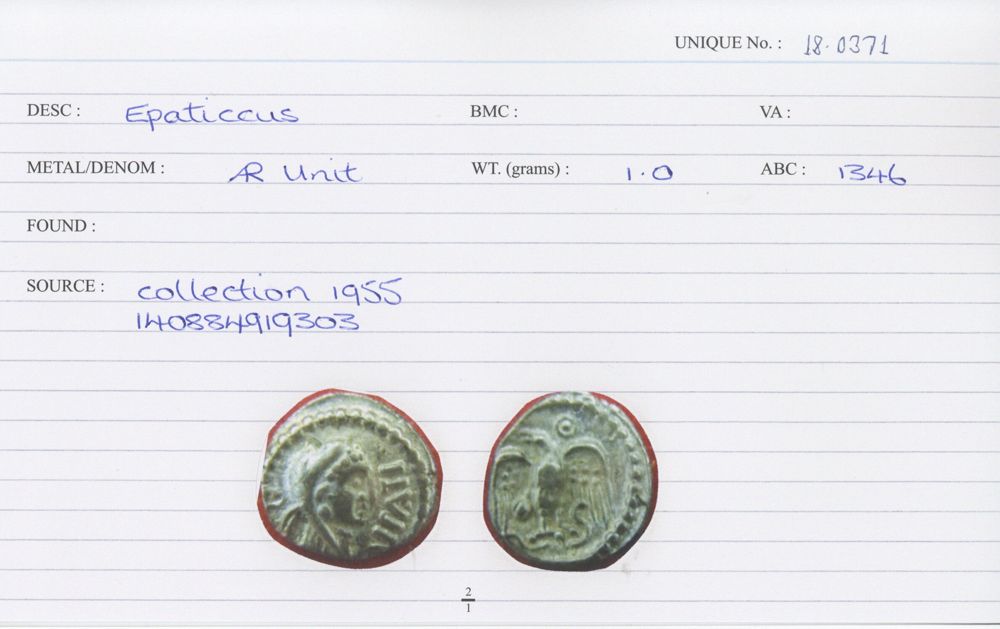 UNIQUE No. : 18.0371
DESC : Epaticcus BMC : VA :
METAL/DENOM : AR Unit WT. (grams) : 1.0 ABC : 1346
FOUND :
SOURCE : collection 1955
140884919303
2
1